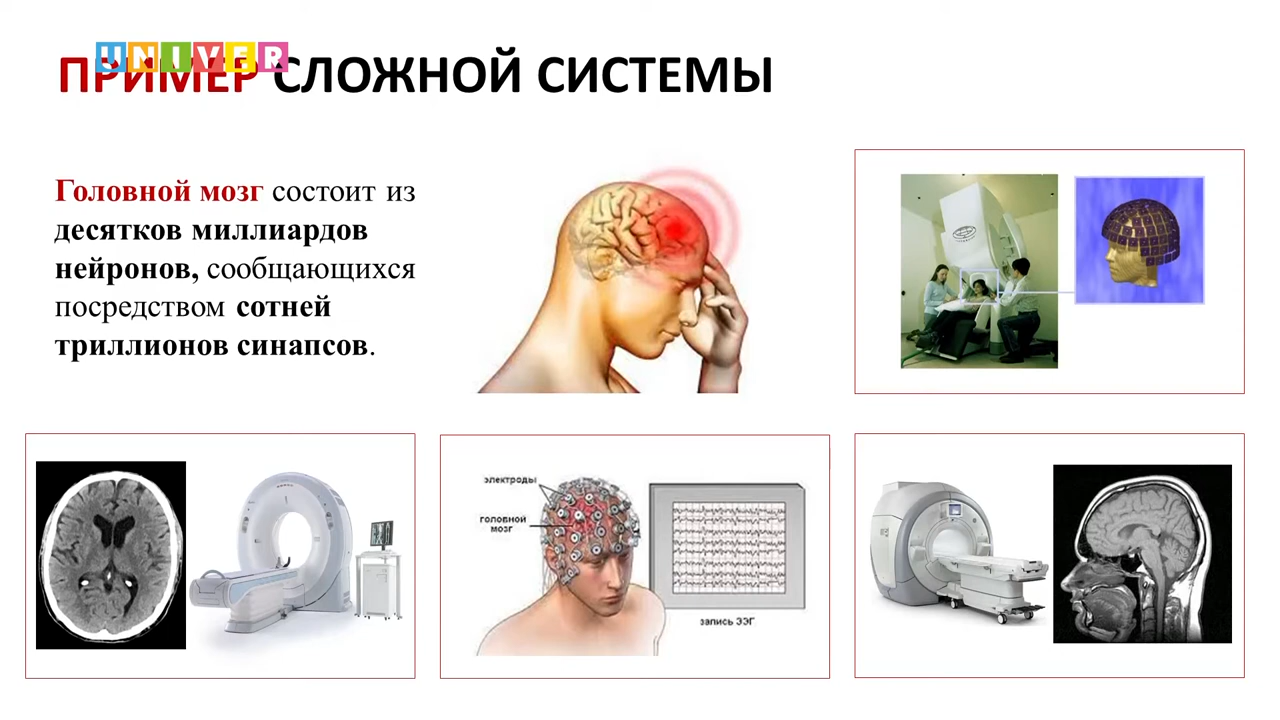 UNIVER
ПРИМЕР СЛОЖНОЙ СИСТЕМЫ
Головной мозг состоит из
десятков миллиардов
нейронов, сообщающихся
посредством сотней
триллионов синапсов.
электроды
головной
мозг
запись ЭЭГ